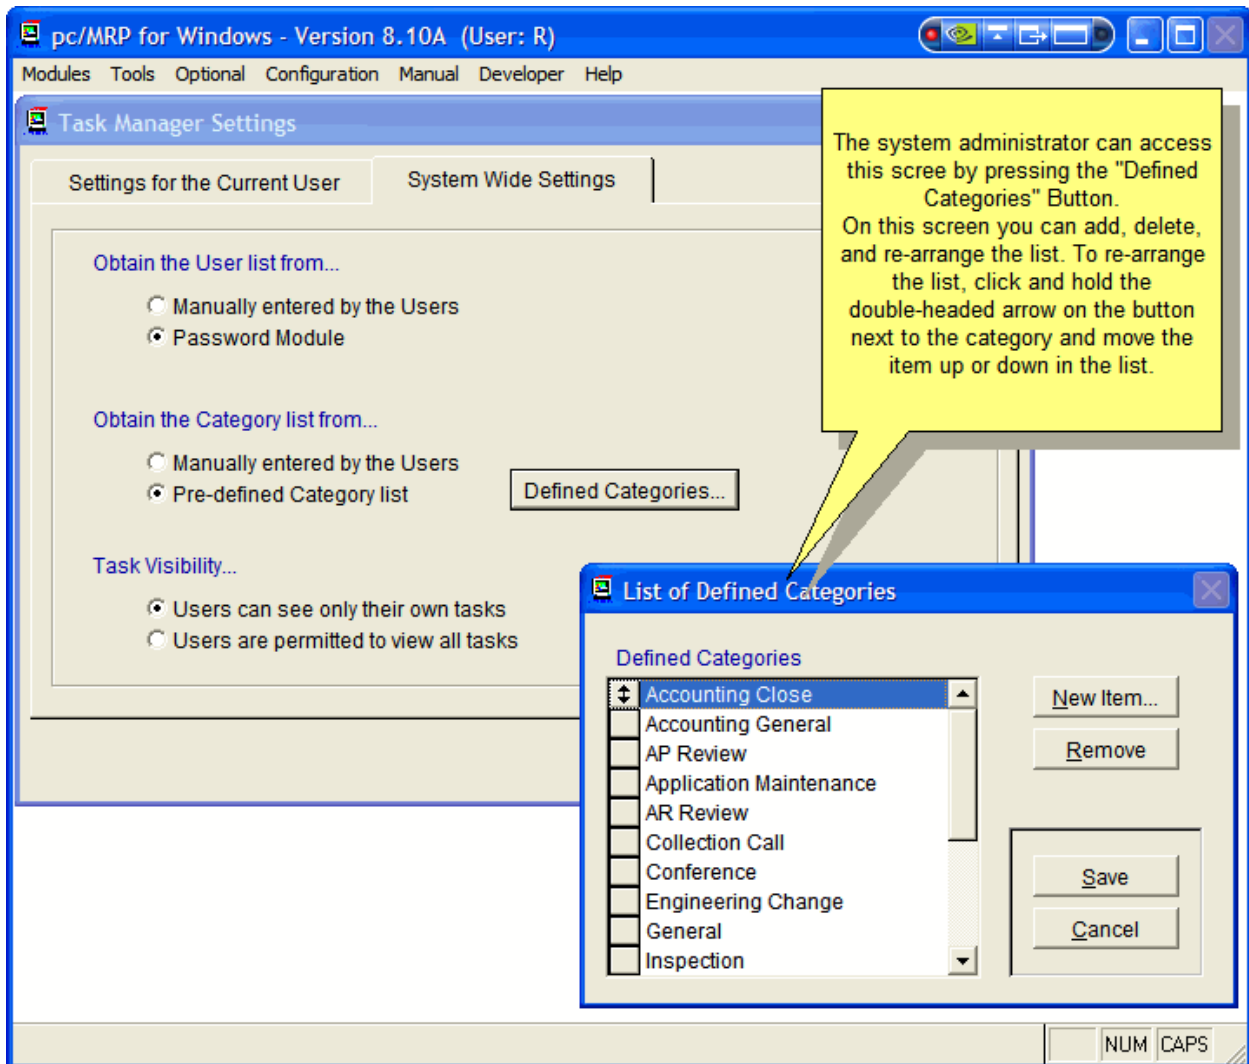 pc/MRP for Windows - Version 8.10A (User: R)
Modules Tools Optional Configuration Manual Developer Help
Task Manager Settings
Settings for the Current User
System Wide Settings
The system administrator can access
this scree by pressing the "Defined
Categories" Button.
On this screen you can add, delete,
and re-arrange the list. To re-arrange
the list, click and hold the
double-headed arrow on the button
next to the category and move the
item up or down in the list.
Obtain the User list from...
Manually entered by the Users
Password Module
Obtain the Category list from...
Manually entered by the Users
Pre-defined Category list
Defined Categories...
Task Visibility...
Users can see only their own tasks
Users are permitted to view all tasks
List of Defined Categories
Defined Categories
Accounting Close
Accounting General
AP Review
Application Maintenance
AR Review
Collection Call
Conference
Engineering Change
General
Inspection
New Item...
Remove
Save
Cancel
NUM CAPS